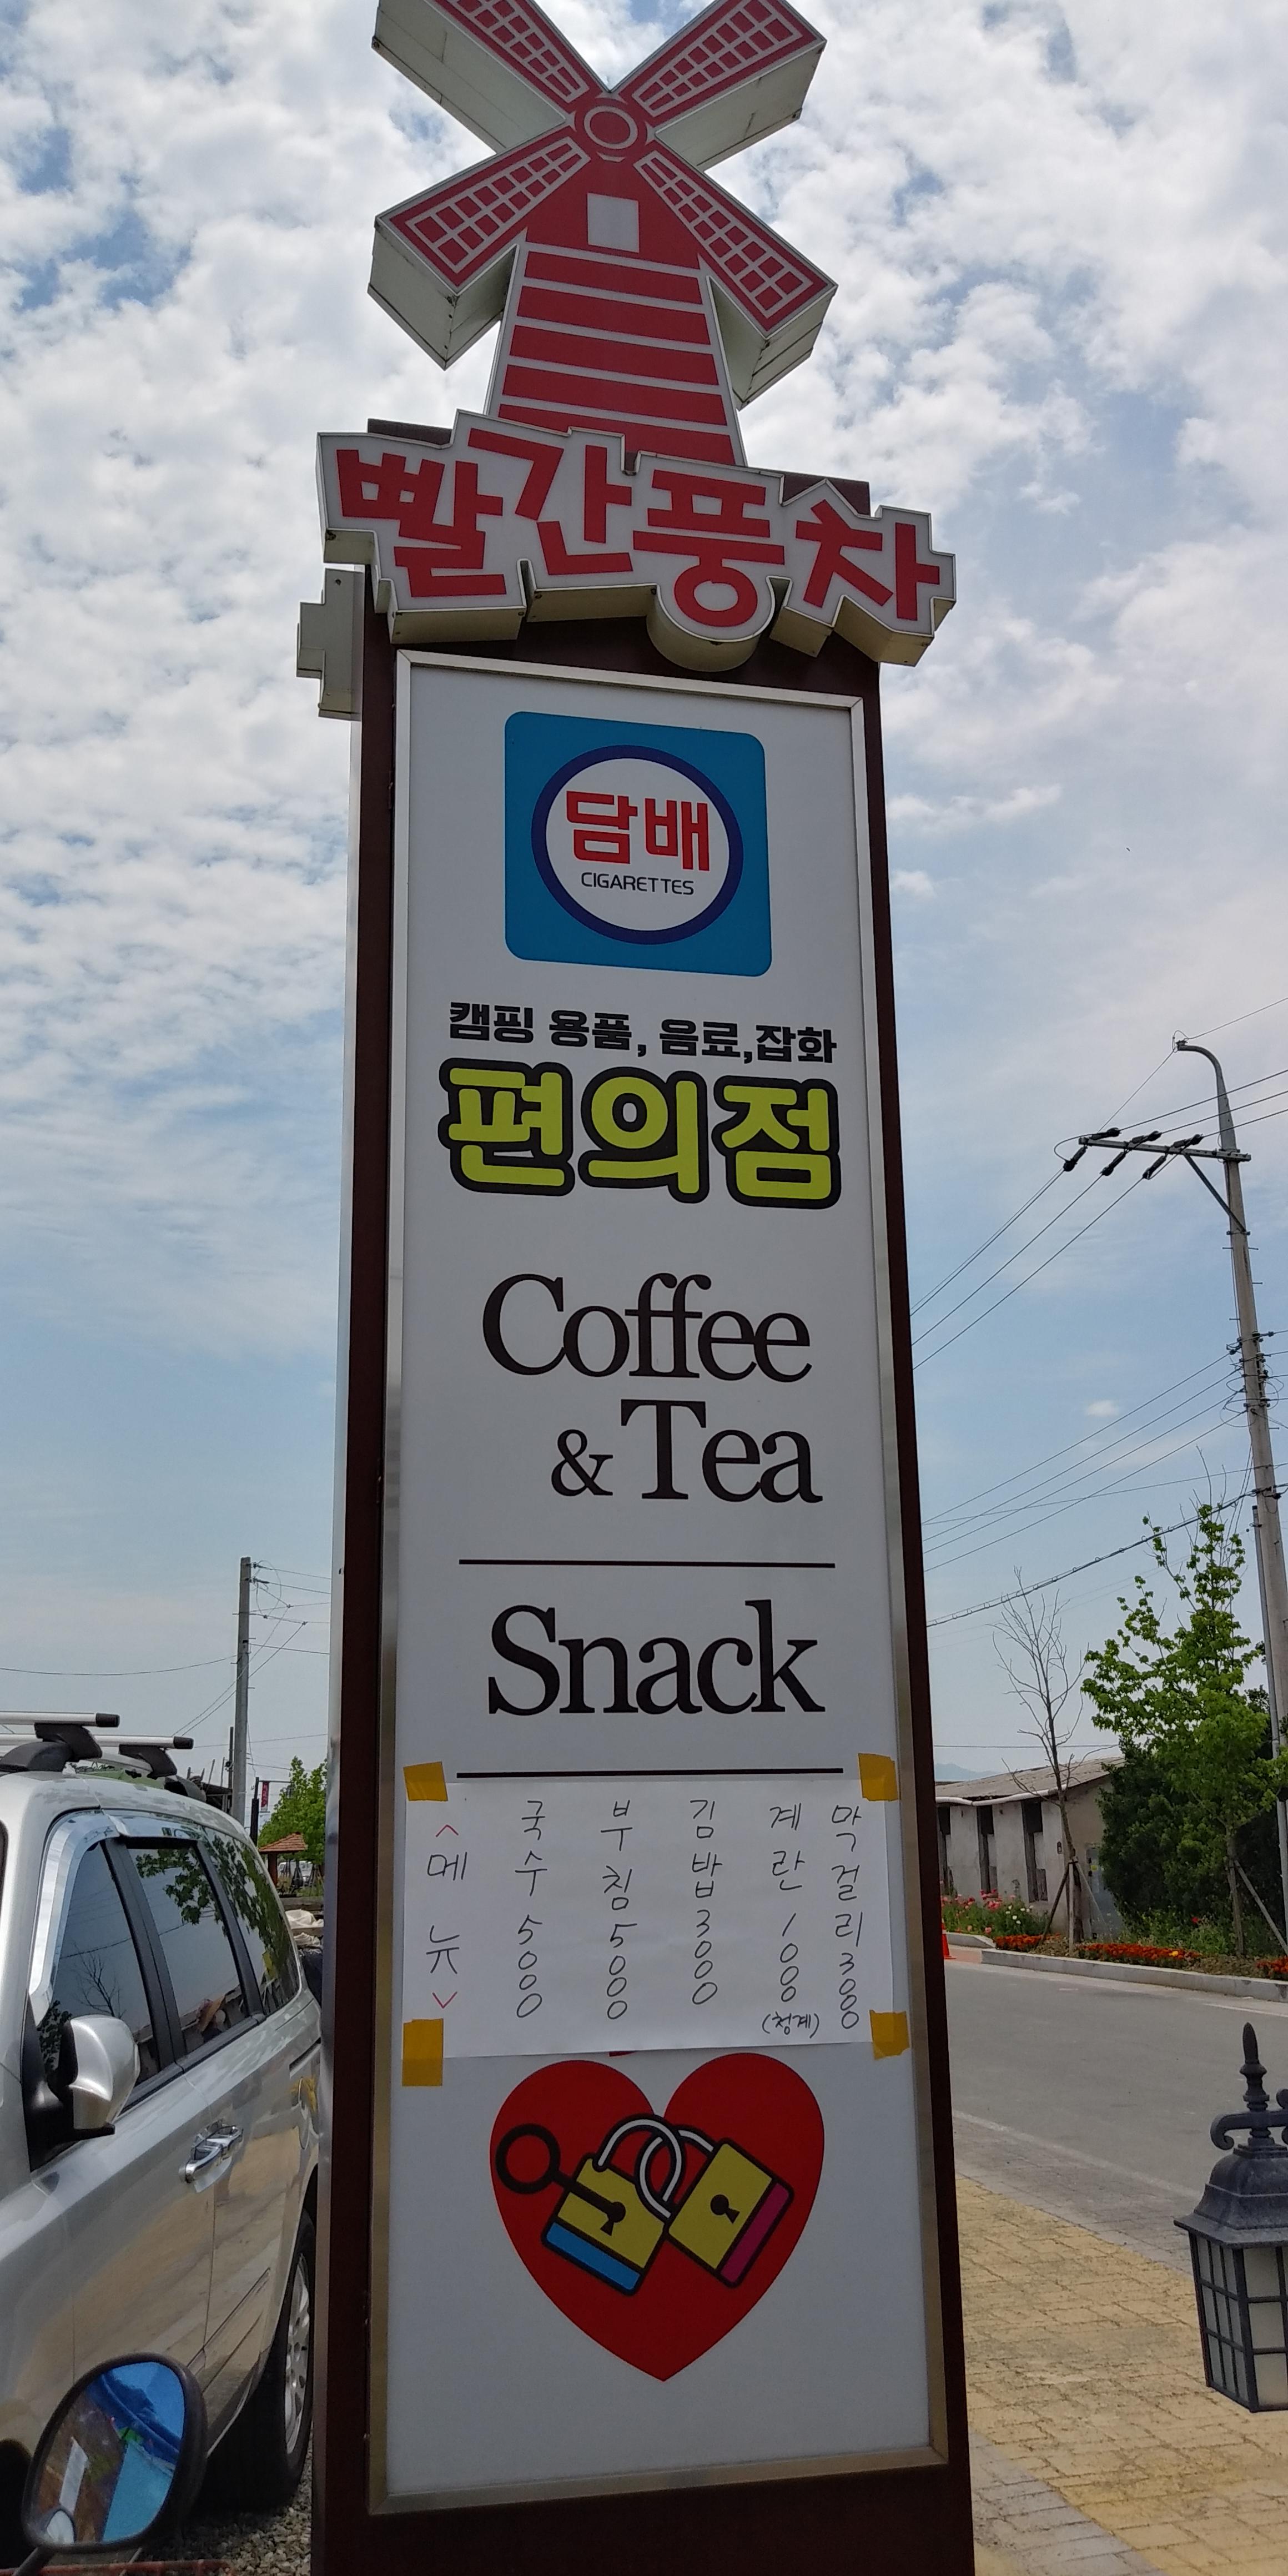 빨간풍차
담배
CIGARETTES
캠핑 용품, 음료,잡화
편의점
Coffee
& Tea
Snack
<메뉴>
국수 5000
부침 5000
김밥 3000
계란 1000
(청계)
막걸리 3000